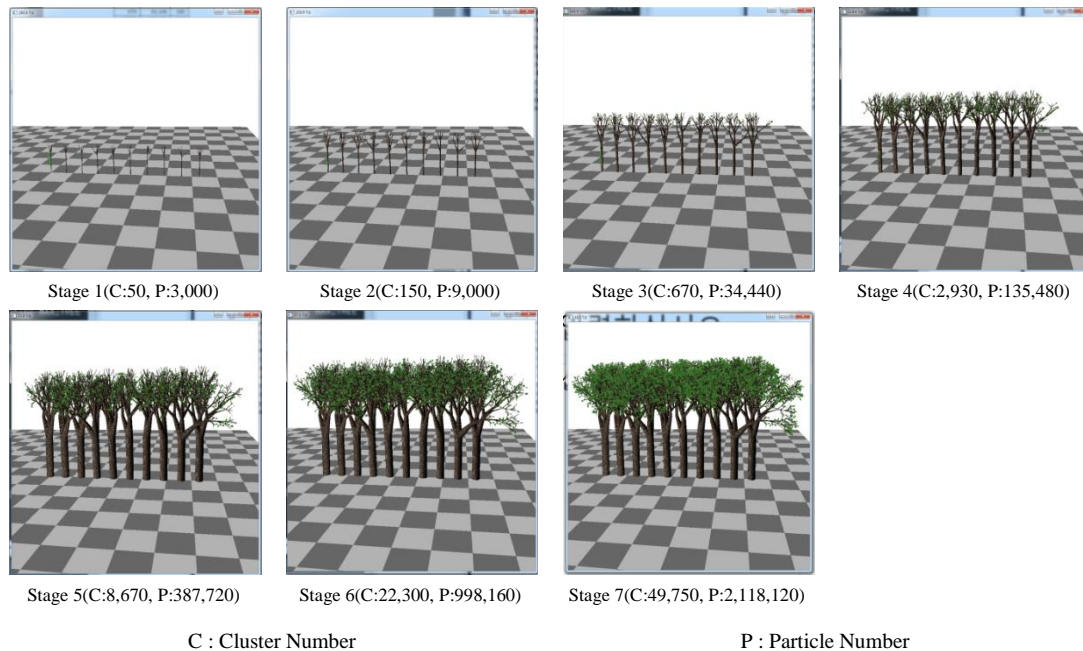 Stage 1(C:50, P:3,000)
Stage 2(C:150, P:9,000)
Stage 3(C:670, P:34,440)
Stage 4(C:2,930, P:135,480)
Stage 5(C:8,670, P:387,720)
Stage 6(C:22,300, P:998,160)
Stage 7(C:49,750, P:2,118,120)
C : Cluster Number
P : Particle Number